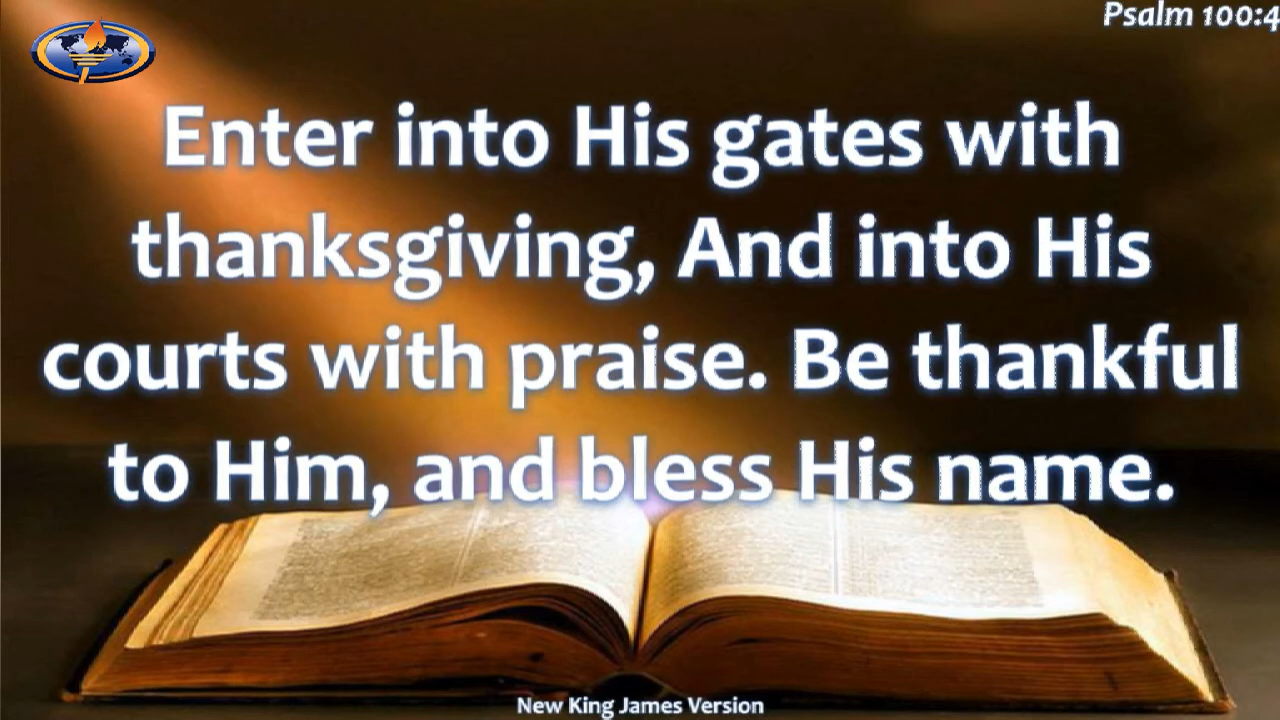 Psalm 100:4
Enter into His gates with
thanksgiving, And into His
courts with praise. Be thankful
to Him, and bless His name.
New King James Version